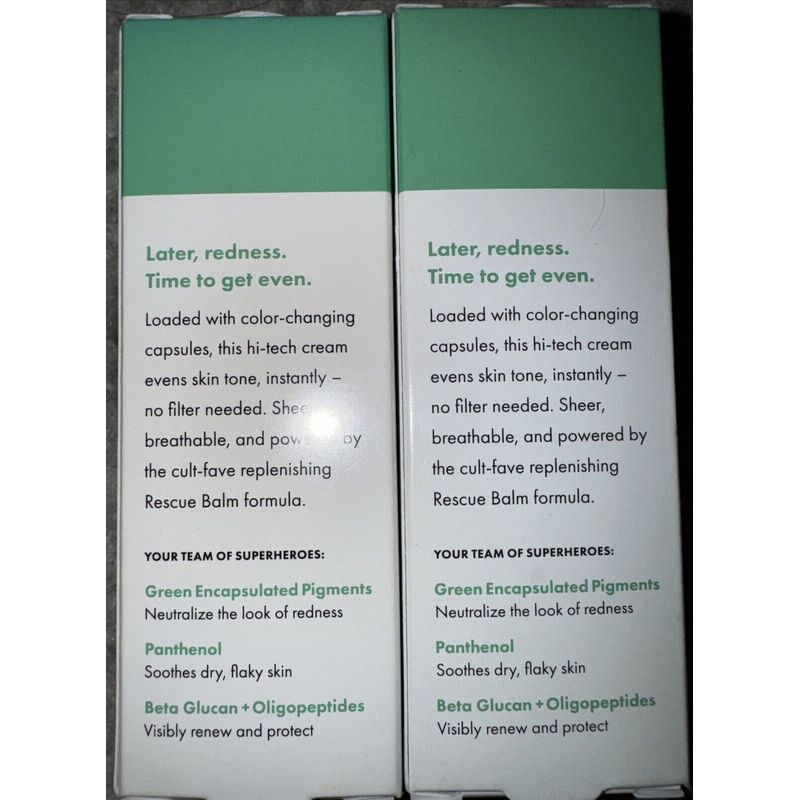 Later, redness.
Time to get even.
Loaded with color-changing
capsules, this hi-tech cream
evens skin tone, instantly –
no filter needed. Shee
breathable, and pow by
the cult-fave replenishing
Rescue Balm formula.
YOUR TEAM OF SUPERHEROES:
Green Encapsulated Pigments
Neutralize the look of redness
Panthenol
Soothes dry, flaky skin
Beta Glucan + Oligopeptides
Visibly renew and protect
Later, redness.
Time to get even.
Loaded with color-changing
capsules, this hi-tech cream
evens skin tone, instantly –
no filter needed. Sheer,
breathable, and powered by
the cult-fave replenishing
Rescue Balm formula.
YOUR TEAM OF SUPERHEROES:
Green Encapsulated Pigments
Neutralize the look of redness
Panthenol
Soothes dry, flaky skin
Beta Glucan + Oligopeptides
Visibly renew and protect